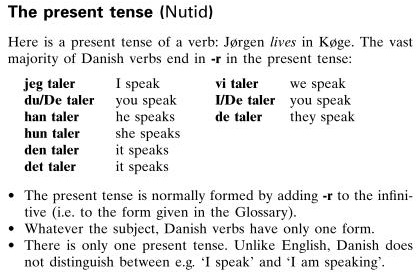 The present tense (Nutid)
Here is a present tense of a verb: Jørgen lives in Køge. The vast
majority of Danish verbs end in -r in the present tense:
jeg taler I speak vi taler we speak
du/De taler you speak I/De taler you speak
han taler he speaks de taler they speak
hun taler she speaks
den taler it speaks
det taler it speaks
• The present tense is normally formed by adding -r to the infini-
tive (i.e. to the form given in the Glossary).
• Whatever the subject, Danish verbs have only one form.
• There is only one present tense. Unlike English, Danish does
not distinguish between e.g. ‘I speak’ and ‘I am speaking’.